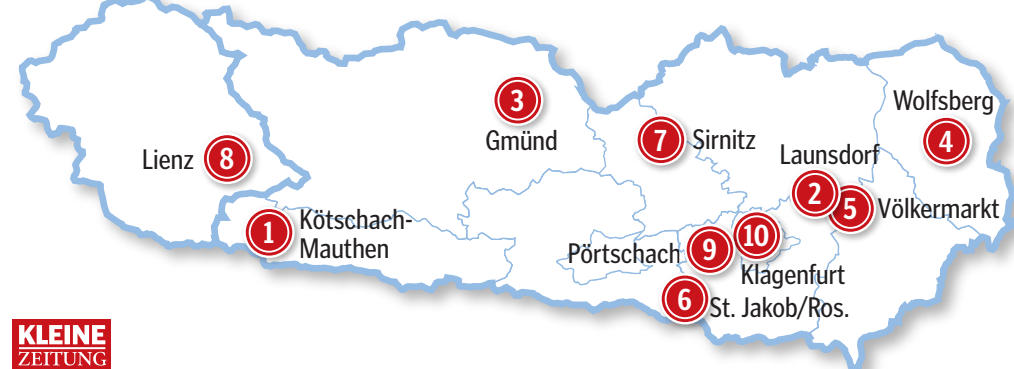 3
Gmünd
Wolfsberg
4
7 Sirnitz
Launsdorf
Lienz 8
2
5 Völkermarkt
1 Kötschach-
Mauthen
Pörtschach 9
10
Klagenfurt
6 St. Jakob/Ros.
KLEINE
ZEITUNG